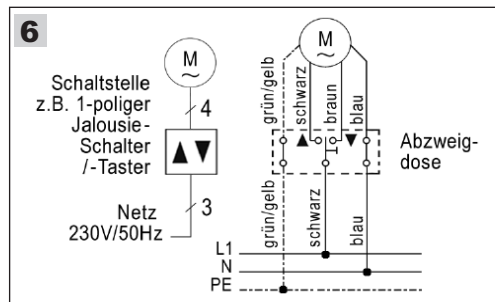 6
M
~
Schaltstelle
z.B. 1-poliger
Jalousie-
Schalter
/-Taster
4
▲▼
3
Netz
230V/50Hz
M
~
grün/gelb
schwarz
braun
blau
▲ ▼
Abzweig-
dose
grün/gelb
schwarz
blau
L1
N
PE